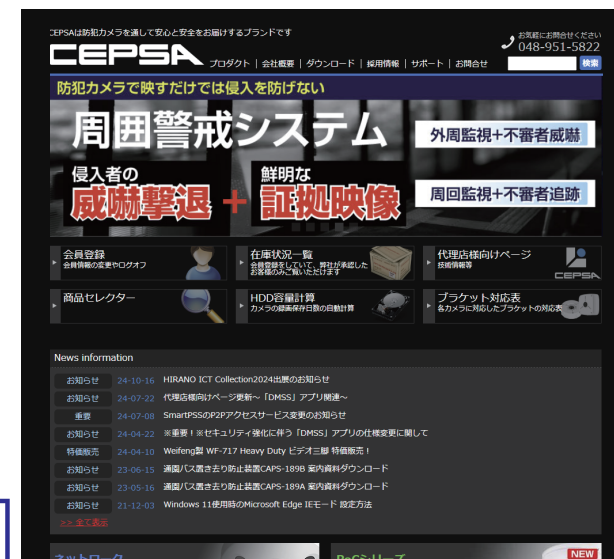 CEPSAは防犯カメラを通して安心と安全をお届けするブランドです
お気軽にお問合せください
048-951-5822
CEPSA
プロダクト | 会社概要 | ダウンロード | 採用情報 | サポート | お問合せ
検索
防犯カメラで映すだけでは侵入を防げない
周囲警戒システム
外周監視+不審者威嚇
侵入者の
鮮明な
威嚇撃退+証拠映像
周回監視+不審者追跡
会員登録
会員情報の変更やログオフ
在庫状況一覧
会員登録をしていて、弊社が承認した
お客様のみご覧いただけます
代理店様向けページ
技術情報等
CEPSA
商品セレクター
HDD容量計算
カメラの録画保存日数の自動計算
ブラケット対応表
各カメラに対応したブラケットの対応表
News information
お知らせ 24-10-16 HIRANO ICT Collection2024出展のお知らせ
お知らせ 24-07-22 代理店様向けページ更新～「DMSS」アプリ関連～
重要 24-07-08 SmartPSSのP2Pアクセスサービス変更のお知らせ
お知らせ 24-04-22 ※重要！※セキュリティ強化に伴う「DMSS」アプリの仕様変更に関して
特価販売 24-04-10 Weifeng製 WF-717 Heavy Duty ビデオ三脚 特価販売！
お知らせ 23-06-15 通園バス置き去り防止装置CAPS-189B 案内資料ダウンロード
お知らせ 23-05-16 通園バス置き去り防止装置CAPS-189A 案内資料ダウンロード
お知らせ 21-12-03 Windows 11使用時のMicrosoft Edge IEモード 設定方法
>> 全て表示
ネットワーク
PoCシリーズ
NEW